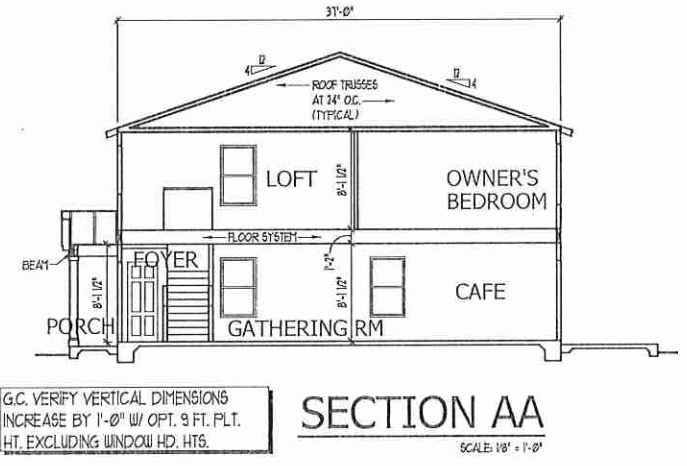 37'-0"
12
4
12
4
ROOF TRUSSES
AT 24" O.C.
(TYPICAL)
8'-1 1/2"
LOFT
OWNER'S
BEDROOM
FLOOR SYSTEM
BEAM
FOYER
1'-2"
8'-1 1/2"
8'-1 1/2"
CAFE
PORCH
GATHERING RM
G.C. VERIFY VERTICAL DIMENSIONS
INCREASE BY 1'-0" W/ OPT. 9 FT. PLT.
HT. EXCLUDING WINDOW HD. HTS.
SECTION AA
SCALE: 1/8" = 1'-0"